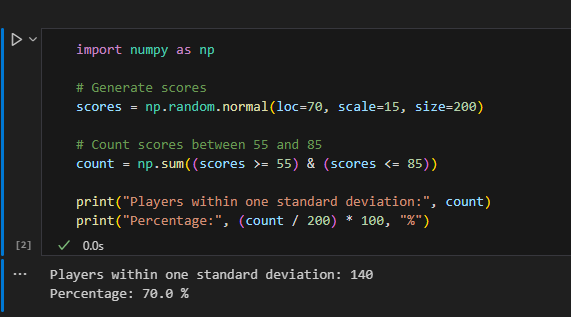 import numpy as np
# Generate scores
scores = np.random.normal(loc=70, scale=15, size=200)
# Count scores between 55 and 85
count = np.sum((scores >= 55) & (scores <= 85))
print("Players within one standard deviation:", count)
print("Percentage:", (count / 200) * 100, "%")
[2] ✓ 0.0s
... Players within one standard deviation: 140
Percentage: 70.0 %